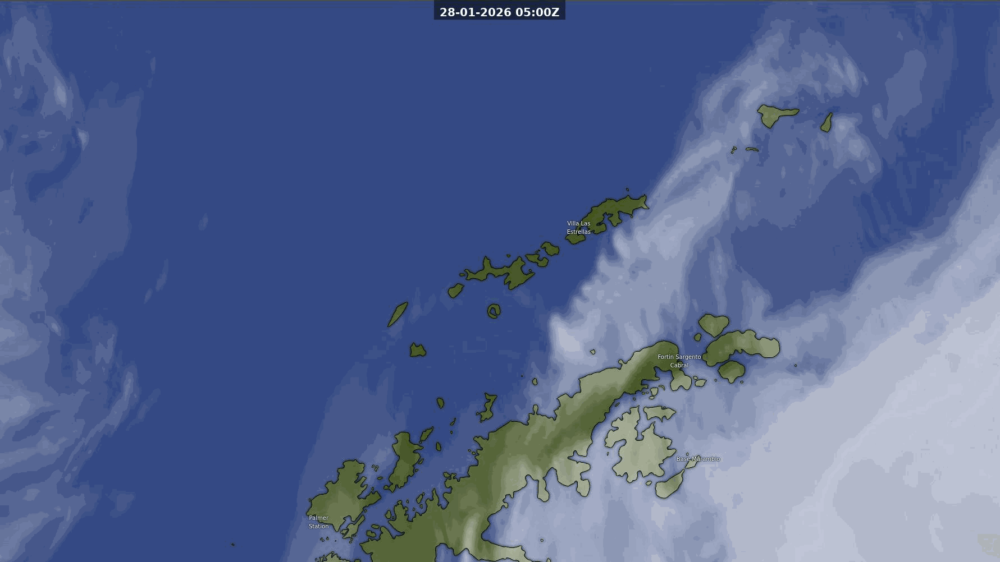 28-01-2026 05:00Z
Villa Las
Estrellas
Fortin Sargento
Cabral
Base Marambio
Palmer
Station